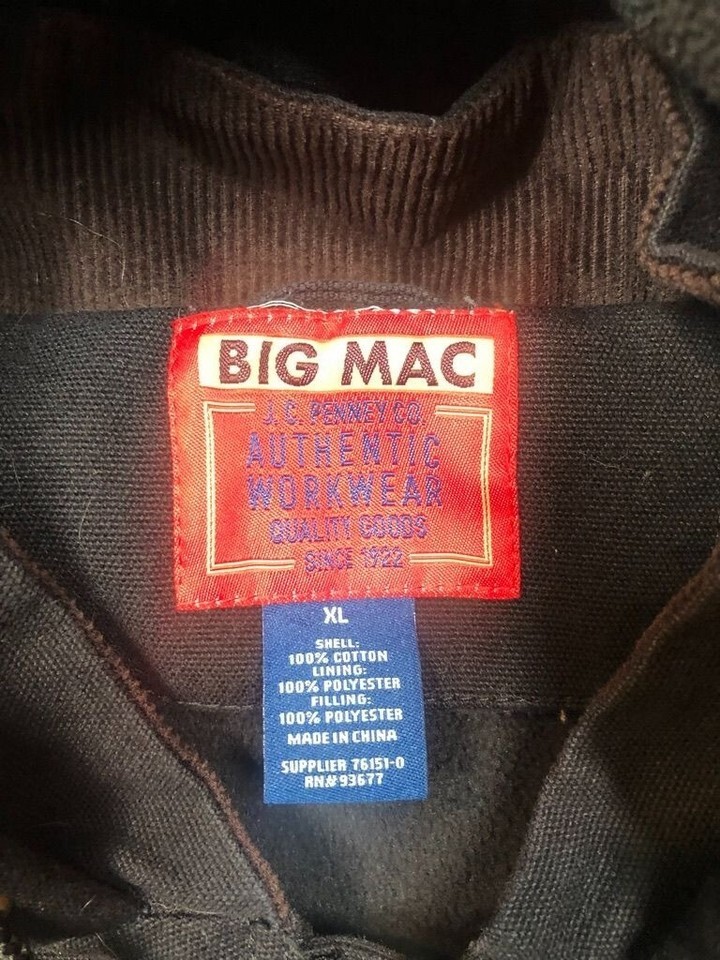 BIG MAC
J.C. PENNEY CO.
AUTHENTIC
WORKWEAR
QUALITY GOODS
SINCE 1922
XL
SHELL:
100% COTTON
LINING:
100% POLYESTER
FILLING:
100% POLYESTER
MADE IN CHINA
SUPPLIER 76151-0
RN# 93677